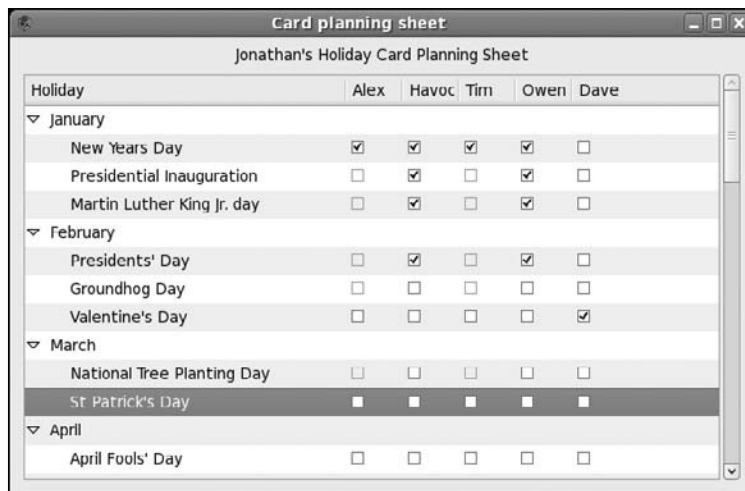 Card planning sheet
Jonathan's Holiday Card Planning Sheet
Holiday Alex Havoc Tim Owen Dave
January
New Years Day
Presidential Inauguration
Martin Luther King Jr. day
February
Presidents' Day
Groundhog Day
Valentine's Day
March
National Tree Planting Day
St Patrick's Day
April
April Fools' Day